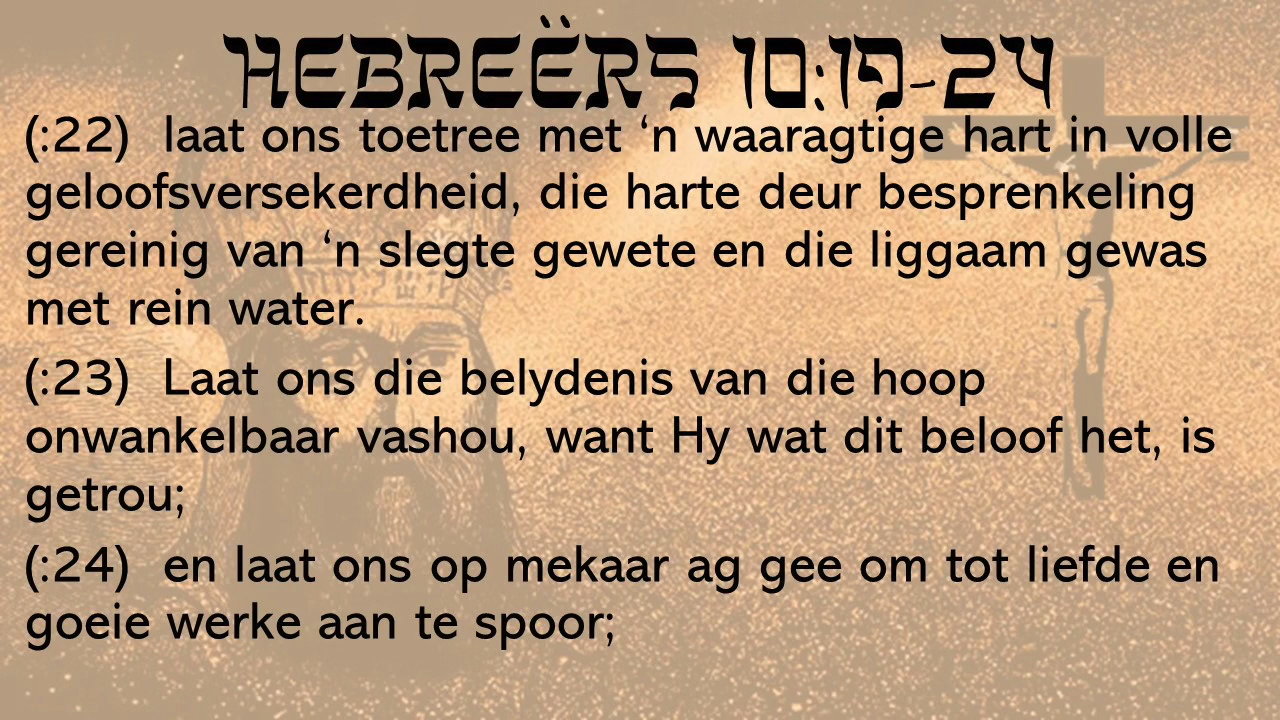 HEBREËRS 10:19-24
(:22) laat ons toetree met ‘n waaragtige hart in volle
geloofsversekerdheid, die harte deur besprenkeling
gereinig van ‘n slegte gewete en die liggaam gewas
met rein water.
(:23) Laat ons die belydenis van die hoop
onwankelbaar vashou, want Hy wat dit beloof het, is
getrou;
(:24) en laat ons op mekaar ag gee om tot liefde en
goeie werke aan te spoor;